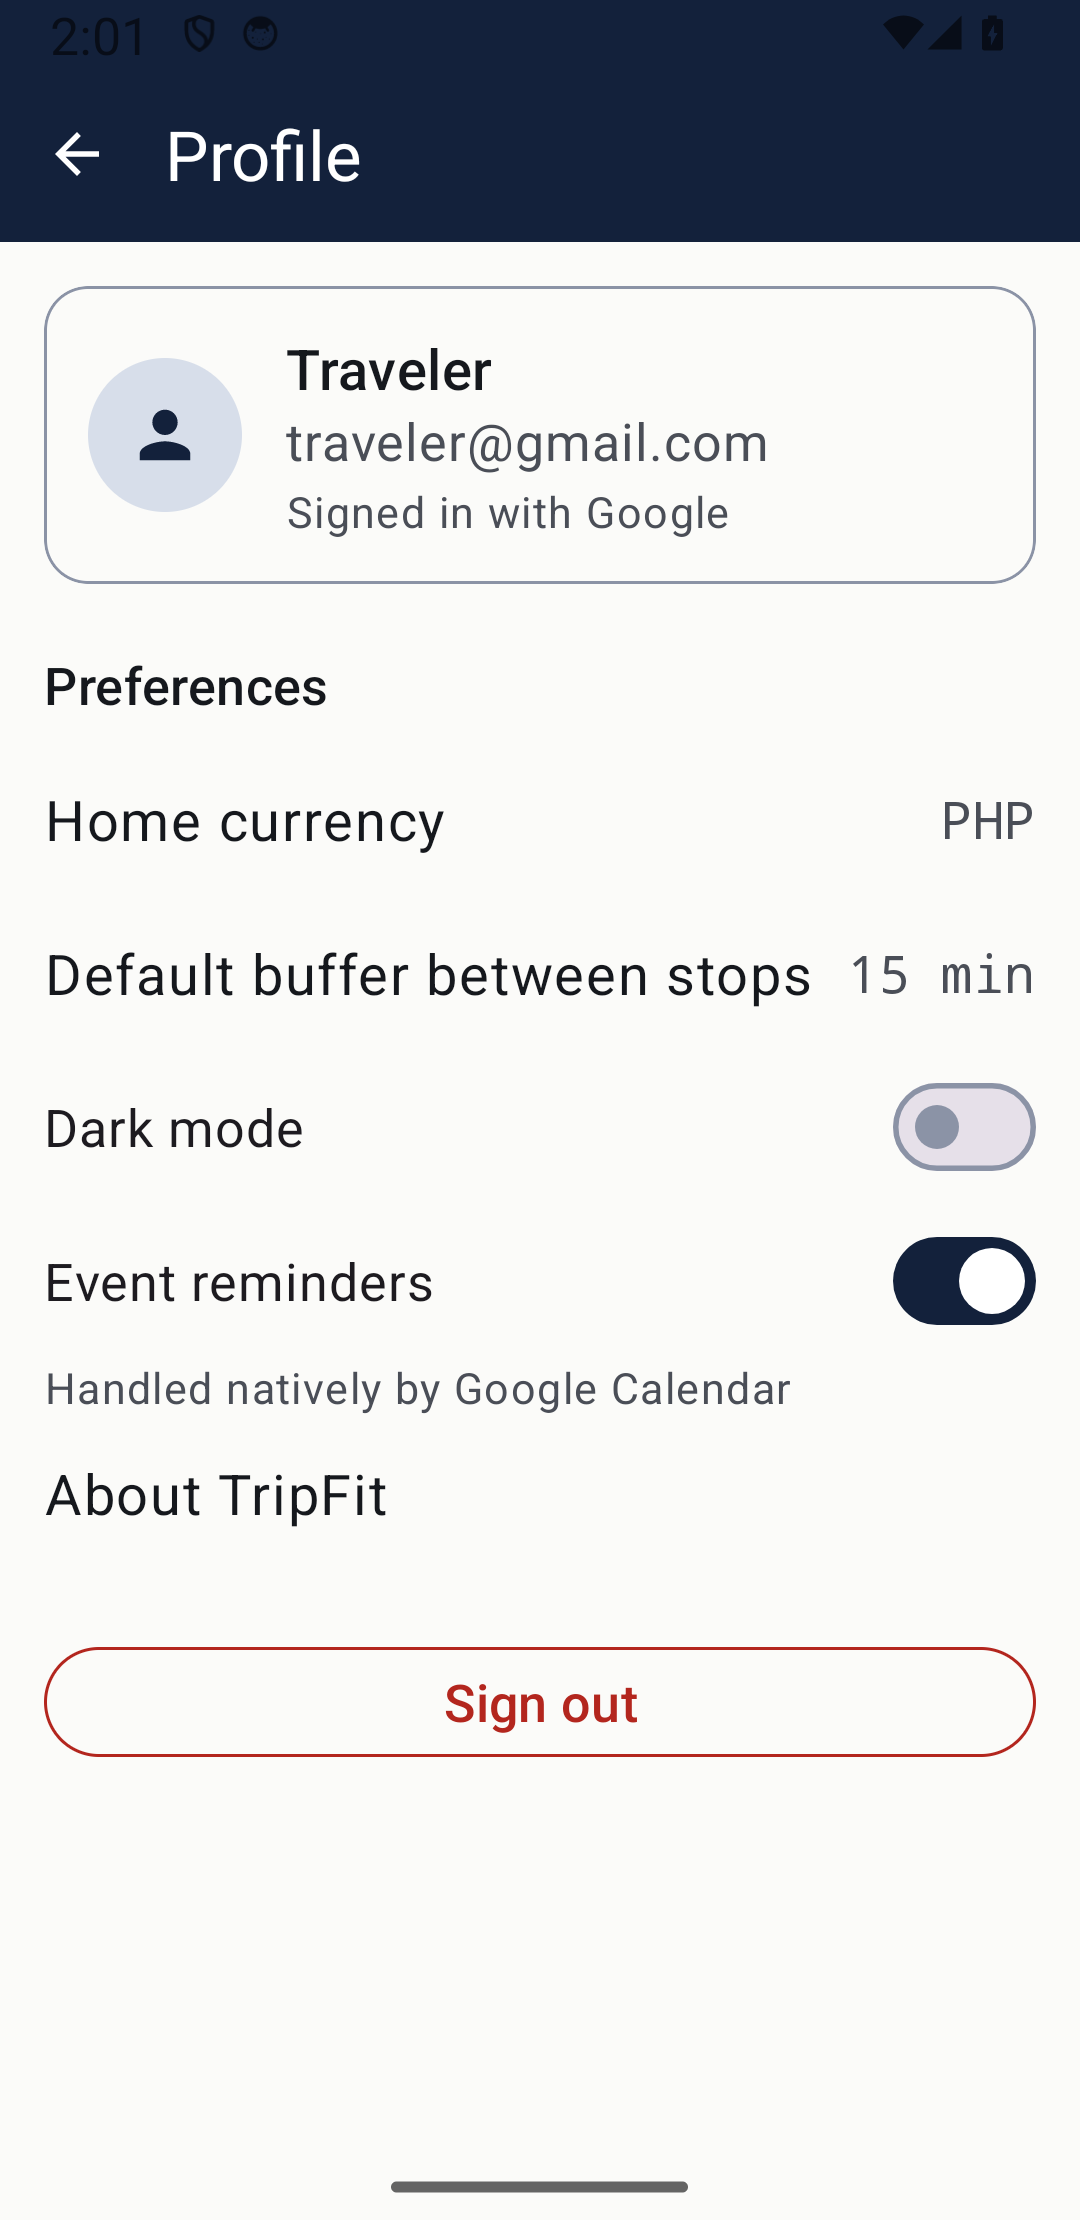 2:01
Profile
Traveler
traveler@gmail.com
Signed in with Google
Preferences
Home currency PHP
Default buffer between stops 15 min
Dark mode
Event reminders
Handled natively by Google Calendar
About TripFit
Sign out